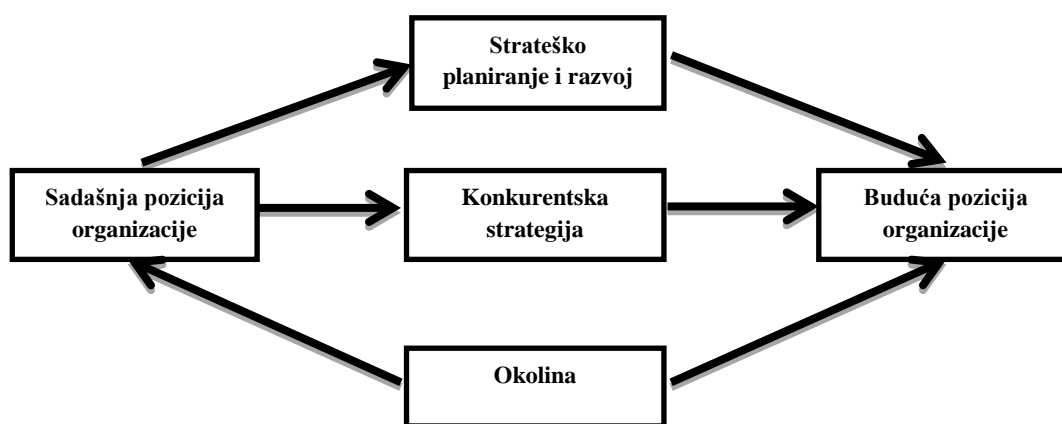 Strateško
planiranje i razvoj
Sadašnja pozicija
organizacije
Konkurentska
strategija
Buduća pozicija
organizacije
Okolina